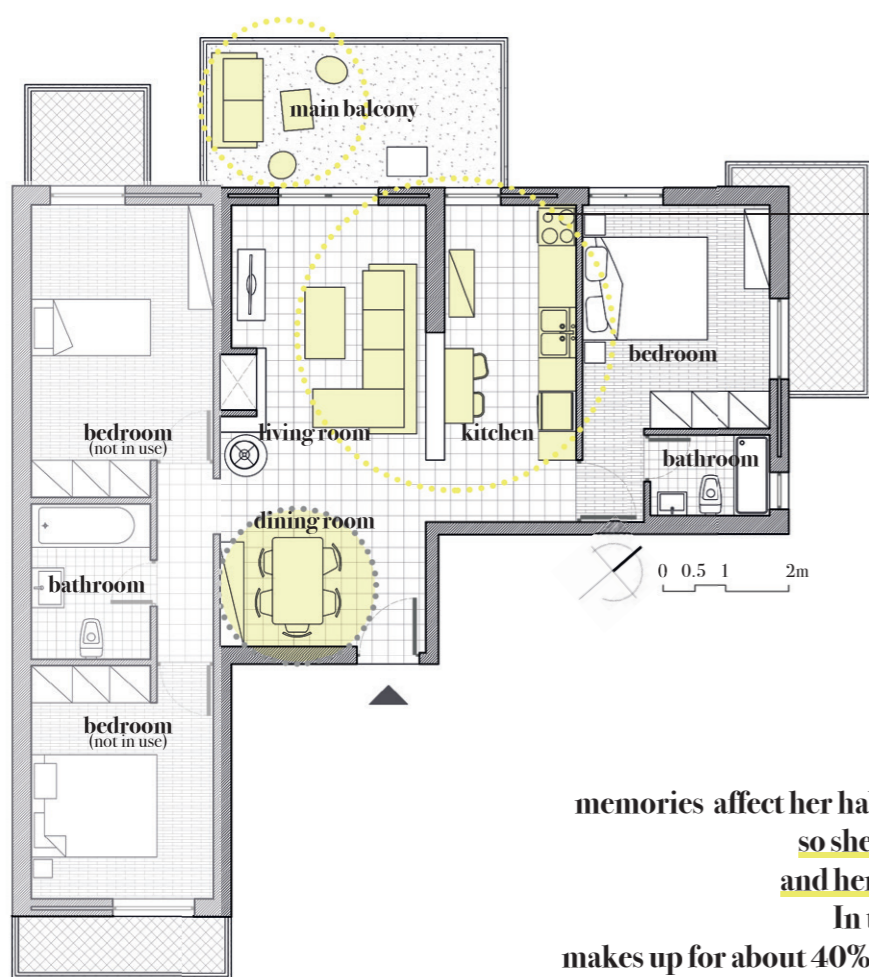 main balcony
bedroom
living room
kitchen
bedroom
(not in use)
bathroom
dining room
0 0.5 1 2m
bathroom
bedroom
(not in use)
memories affect her ha
so she
and her
In
makes up for about 40%